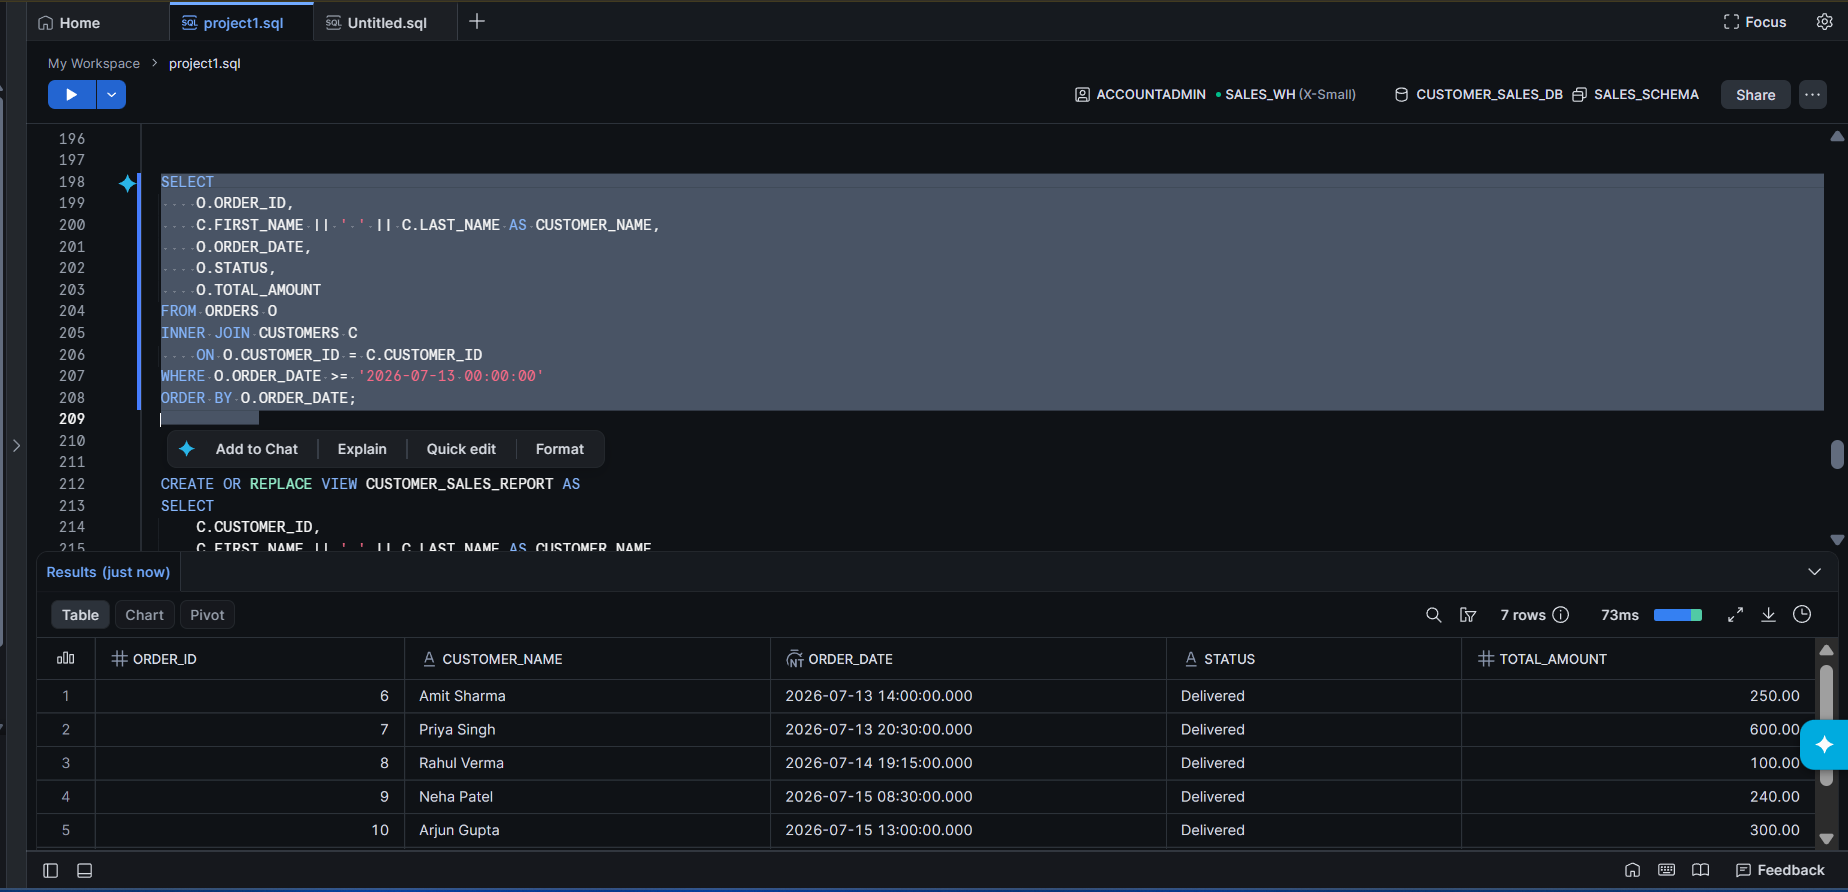 Home
SQL project1.sql
SQL Untitled.sql
Focus
My Workspace > project1.sql
ACCOUNTADMIN SALES_WH (X-Small) CUSTOMER_SALES_DB SALES_SCHEMA Share
196
197
198 SELECT
199 O.ORDER_ID,
200 C.FIRST_NAME || ' ' || C.LAST_NAME AS CUSTOMER_NAME,
201 O.ORDER_DATE,
202 O.STATUS,
203 O.TOTAL_AMOUNT
204 FROM ORDERS O
205 INNER JOIN CUSTOMERS C
206 ON O.CUSTOMER_ID = C.CUSTOMER_ID
207 WHERE O.ORDER_DATE >= '2026-07-13 00:00:00'
208 ORDER BY O.ORDER_DATE;
209
210
Add to Chat Explain Quick edit Format
211
212 CREATE OR REPLACE VIEW CUSTOMER_SALES_REPORT AS
213 SELECT
214 C.CUSTOMER_ID,
215 C.FIRST_NAME || ' ' || C.LAST_NAME AS CUSTOMER_NAME
Results (just now)
Table Chart Pivot
7 rows 73ms
ORDER_ID A CUSTOMER_NAME NT ORDER_DATE A STATUS TOTAL_AMOUNT
1 6 Amit Sharma 2026-07-13 14:00:00.000 Delivered 250.00
2 7 Priya Singh 2026-07-13 20:30:00.000 Delivered 600.00
3 8 Rahul Verma 2026-07-14 19:15:00.000 Delivered 100.00
4 9 Neha Patel 2026-07-15 08:30:00.000 Delivered 240.00
5 10 Arjun Gupta 2026-07-15 13:00:00.000 Delivered 300.00
Feedback